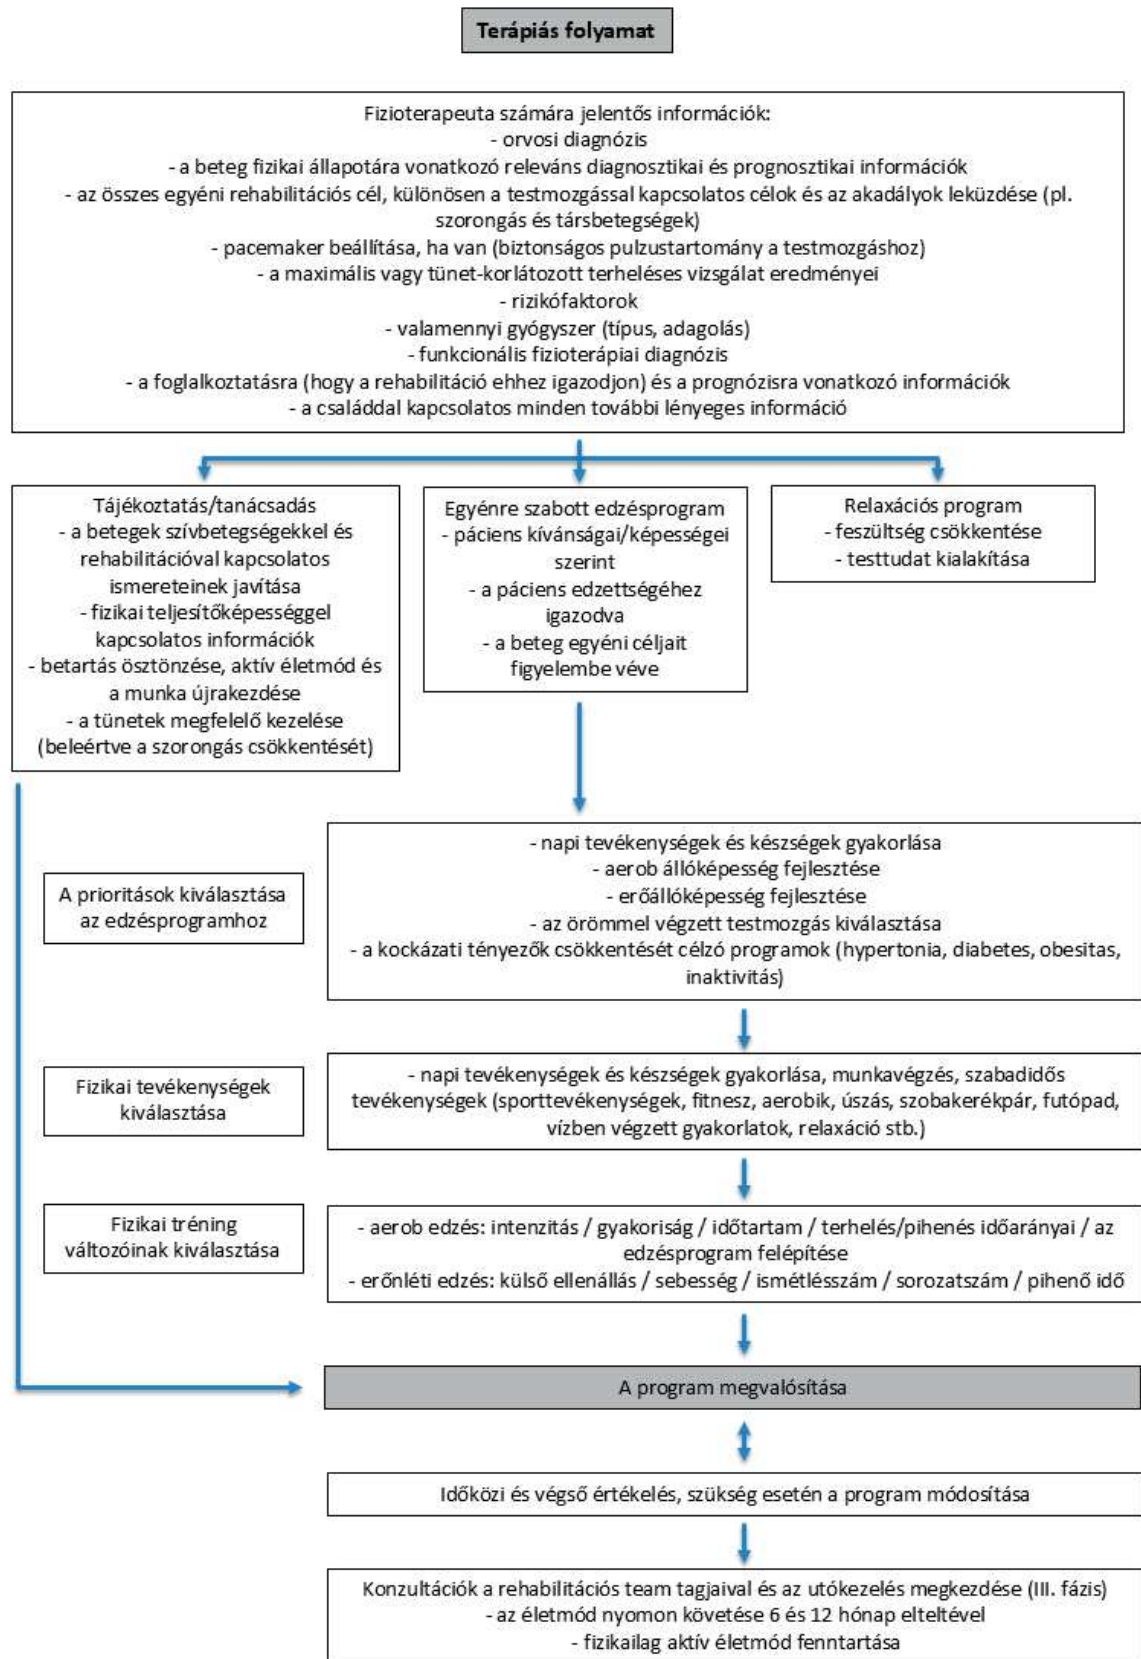 Terápiás folyamat
Fizioterapeuta számára jelentős információk:
- orvosi diagnózis
- a beteg fizikai állapotára vonatkozó releváns diagnosztikai és prognosztikai információk
- az összes egyéni rehabilitációs cél, különösen a testmozgással kapcsolatos célok és az akadályok leküzdése (pl.
szorongás és társbetegségek)
- pacemaker beállítása, ha van (biztonságos pulzustartomány a testmozgáshoz)
- a maximális vagy tünet-korlátozott terheléses vizsgálat eredményei
- rizikófaktorok
- valamennyi gyógyszer (típus, adagolás)
- funkcionális fizioterápiai diagnózis
- a foglalkoztatásra (hogy a rehabilitáció ehhez igazodjon) és a prognózisra vonatkozó információk
- a családdal kapcsolatos minden további lényeges információ
Tájékoztatás/tanácsadás
- a betegek szívbetegségekkel és
rehabilitációval kapcsolatos
ismereteinek javítása
- fizikai teljesítőképességgel
kapcsolatos információk
- betartás ösztönzése, aktív életmód és
a munka újrakezdése
- a tünetek megfelelő kezelése
(beleértve a szorongás csökkentését)
Egyénre szabott edzésprogram
- páciens kívánságai/képességei
szerint
- a páciens edzettségéhez
igazodva
- a beteg egyéni céljait
figyelembe véve
Relaxációs program
- feszültség csökkentése
- testtudat kialakítása
A prioritások kiválasztása
az edzésprogramhoz
- napi tevékenységek és készségek gyakorlása
- aerob állóképesség fejlesztése
- erőállóképesség fejlesztése
- az örömmel végzett testmozgás kiválasztása
- a kockázati tényezők csökkentését célzó programok (hypertonia, diabetes, obesitas,
inaktivitás)
Fizikai tevékenységek
kiválasztása
- napi tevékenységek és készségek gyakorlása, munkavégzés, szabadidős
tevékenységek (sporttevékenységek, fitnesz, aerobik, úszás, szobakerékpár, futópad,
vízben végzett gyakorlatok, relaxáció stb.)
Fizikai tréning
változóinak kiválasztása
- aerob edzés: intenzitás / gyakoriság / időtartam / terhelés/pihenés időarányai / az
edzésprogram felépítése
- erőnléti edzés: külső ellenállás / sebesség / ismétlésszám / sorozatszám / pihenő idő
A program megvalósítása
Időközi és végső értékelés, szükség esetén a program módosítása
Konzultációk a rehabilitációs team tagjaival és az utókezelés megkezdése (III. fázis)
- az életmód nyomon követése 6 és 12 hónap elteltével
- fizikailag aktív életmód fenntartása